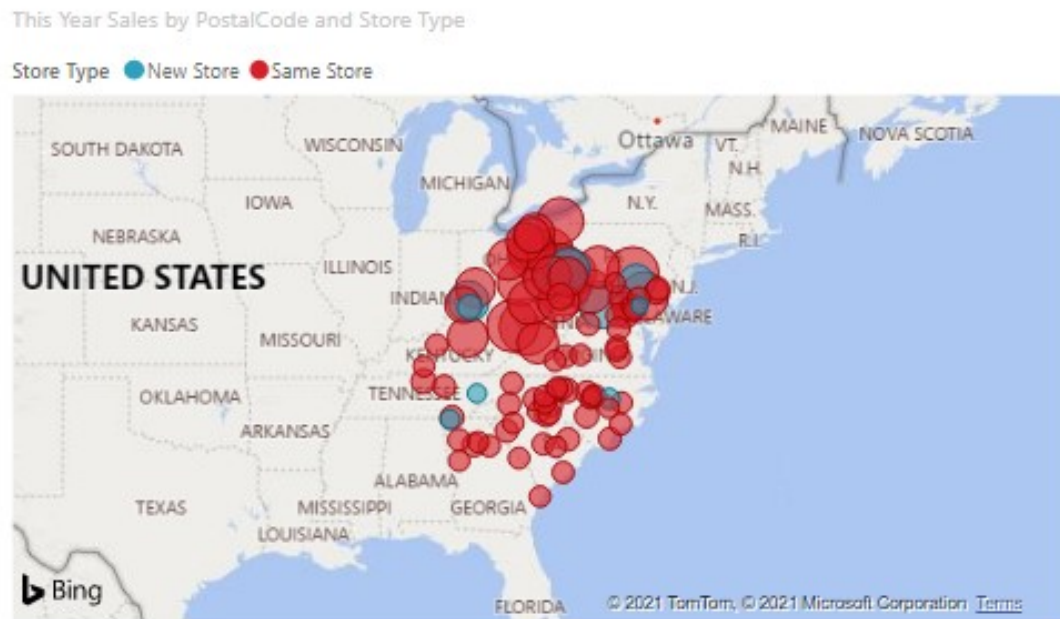 This Year Sales by PostalCode and Store Type
Store Type New Store Same Store
Ottawa
MAINE
NOVA SCOTIA
SOUTH DAKOTA
WISCONSIN
VT.
N.H.
MICHIGAN
IOWA
N.Y.
MASS.
NEBRASKA
R.I.
UNITED STATES
ILLINOIS
N.J.
KANSAS
MISSOURI
KENTUCKY
OKLAHOMA
TENNESSEE
ARKANSAS
ALABAMA
TEXAS
MISSISSIPPI
GEORGIA
LOUISIANA
Bing
FLORIDA
© 2021 TomTom, © 2021 Microsoft Corporation Terms